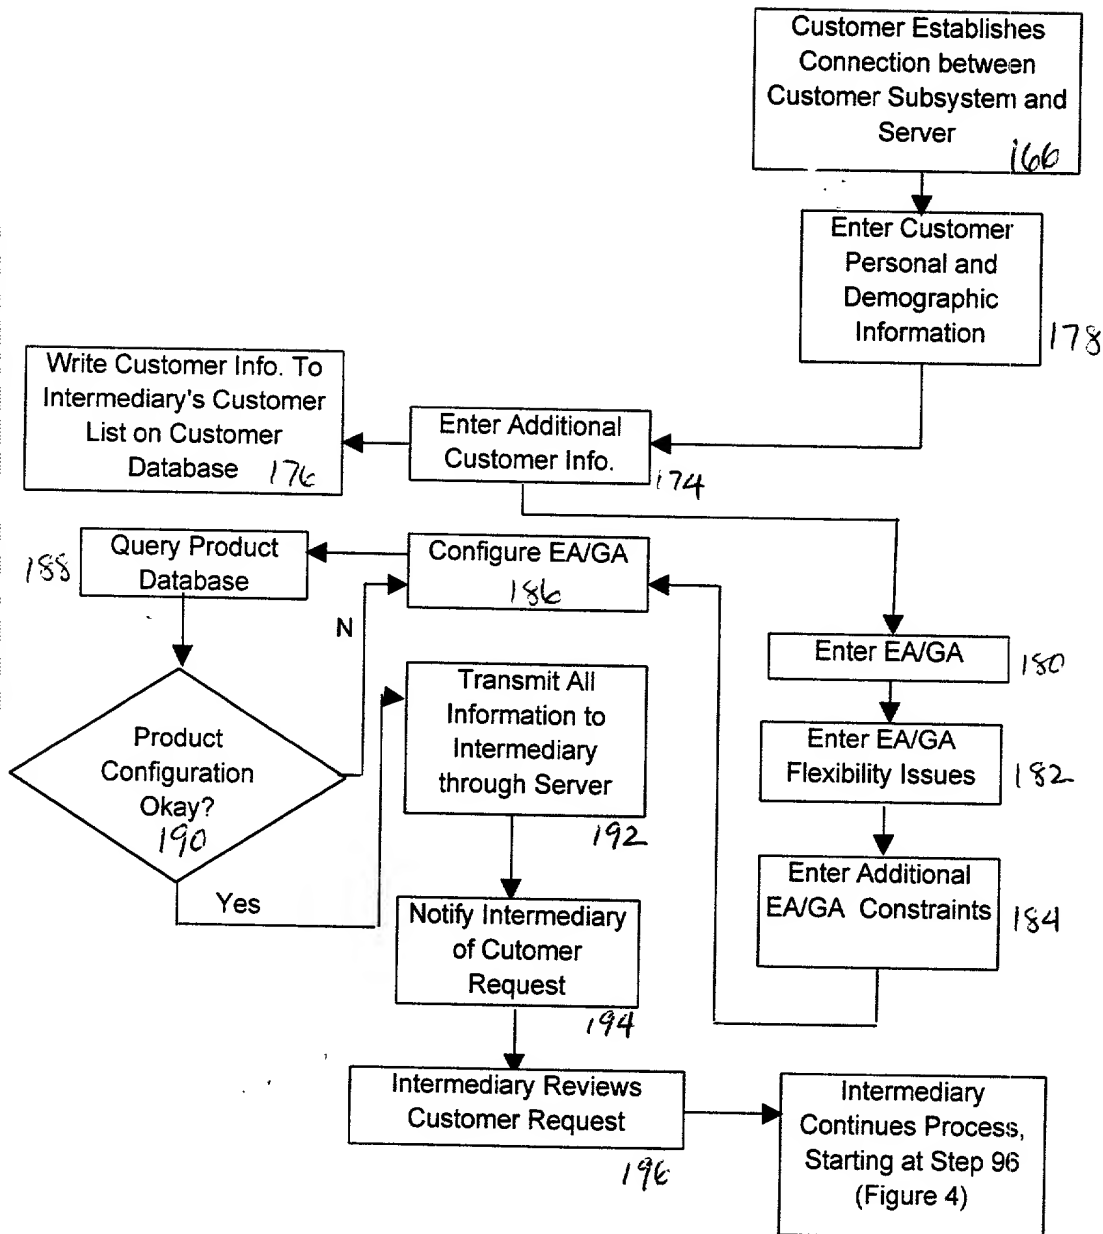 Customer Establishes
Connection between
Customer Subsystem and
Server
166
Enter Customer
Personal and
Demographic
Information
178
Write Customer Info. To
Intermediary's Customer
List on Customer
Database
176
Enter Additional
Customer Info.
174
188
Query Product
Database
Configure EA/GA
186
N
Enter EA/GA
180
Transmit All
Information to
Intermediary
through Server
192
Product
Configuration
Okay?
190
Enter EA/GA
Flexibility Issues
182
Yes
Enter Additional
EA/GA Constraints
184
Notify Intermediary
of Cutomer
Request
194
Intermediary Reviews
Customer Request
196
Intermediary
Continues Process,
Starting at Step 96
(Figure 4)